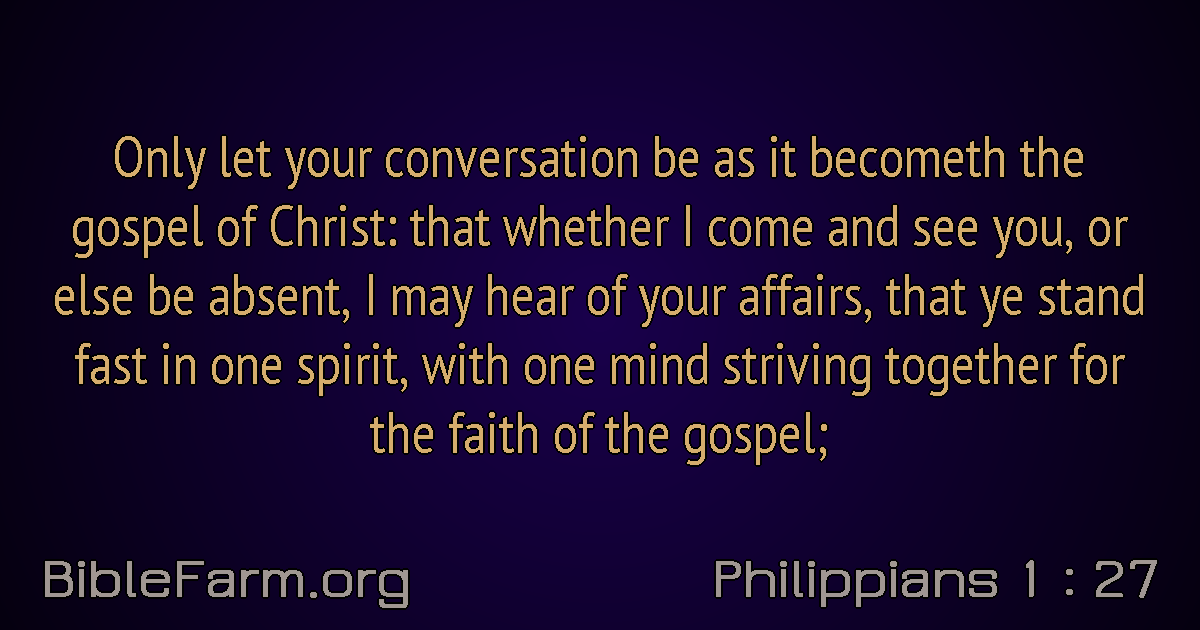 Only let your conversation be as it becometh the
gospel of Christ: that whether I come and see you, or
else be absent, I may hear of your affairs, that ye stand
fast in one spirit, with one mind striving together for
the faith of the gospel;
BibleFarm.org
Philippians 1 : 27